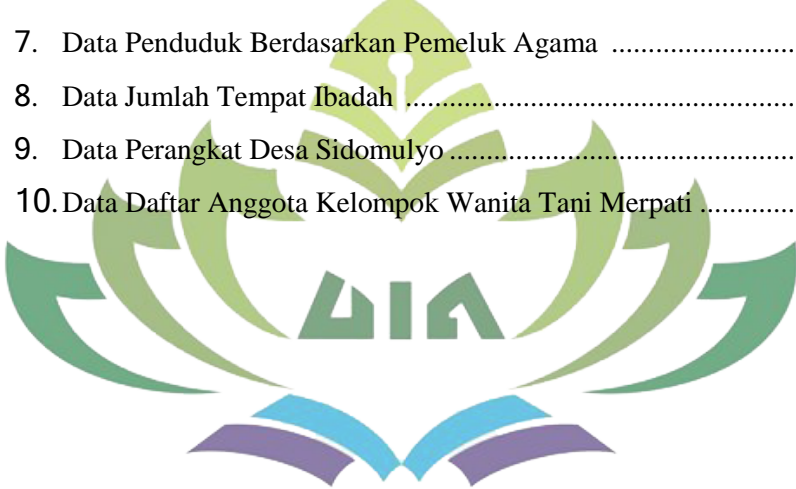 7. Data Penduduk Berdasarkan Pemeluk Agama ........................
8. Data Jumlah Tempat Ibadah ....................................................
9. Data Perangkat Desa Sidomulyo ..............................................
10. Data Daftar Anggota Kelompok Wanita Tani Merpati .............
UIN